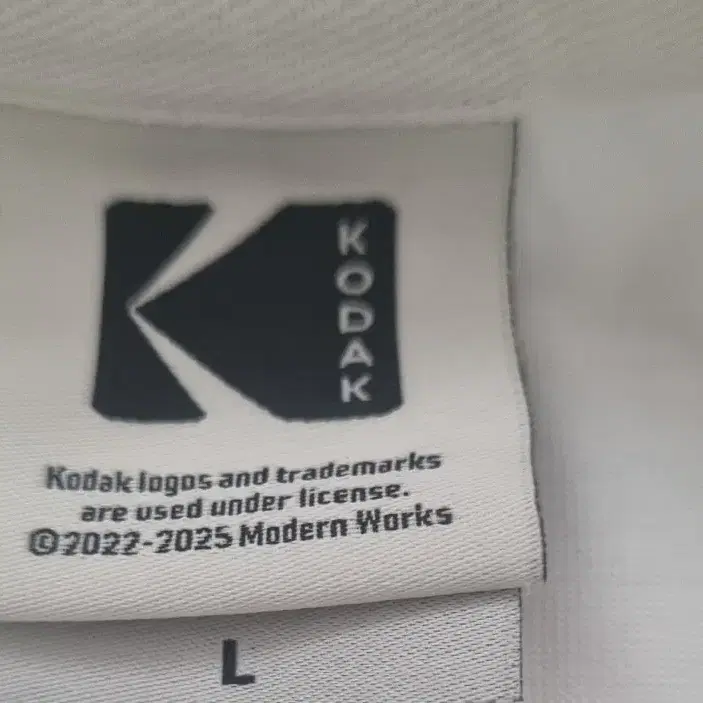 KODAK
Kodak logos and trademarks
are used under license.
©2022-2025 Modern Works
L